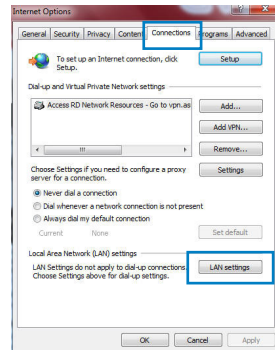 Internet Options
General Security Privacy Content Connections Programs Advanced
To set up an Internet connection, click
Setup.
Setup
Dial-up and Virtual Private Network settings
Access RD Network Resources - Go to vpn.as
Add...
Add VPN...
Remove...
Choose Settings if you need to configure a proxy
server for a connection.
Settings
Never dial a connection
Dial whenever a network connection is not present
Always dial my default connection
Current None
Set default
Local Area Network (LAN) settings
LAN Settings do not apply to dial-up connections.
Choose Settings above for dial-up settings.
LAN settings
OK Cancel Apply